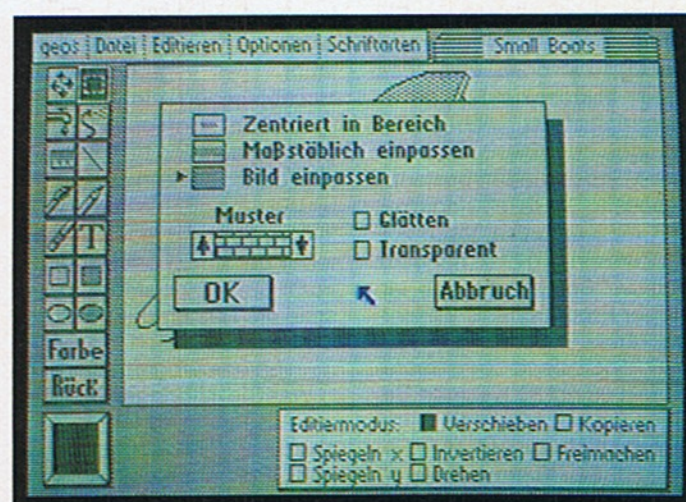 geos Datei Editieren Optionen Schriftarten Small Boats
Zentriert in Bereich
Maßstäblich einpassen
Bild einpassen
Muster
Glätten
Transparent
OK
Abbruch
T
Farbe
Rück
Editiermodus: Verschieben Kopieren
Spiegeln x Invertieren Freimachen
Spiegeln y Drehen